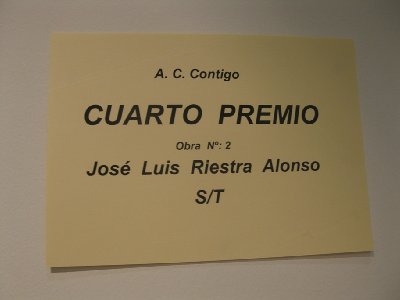 A. C. Contigo
CUARTO PREMIO
Obra Nº: 2
José Luis Riestra Alonso
S/T